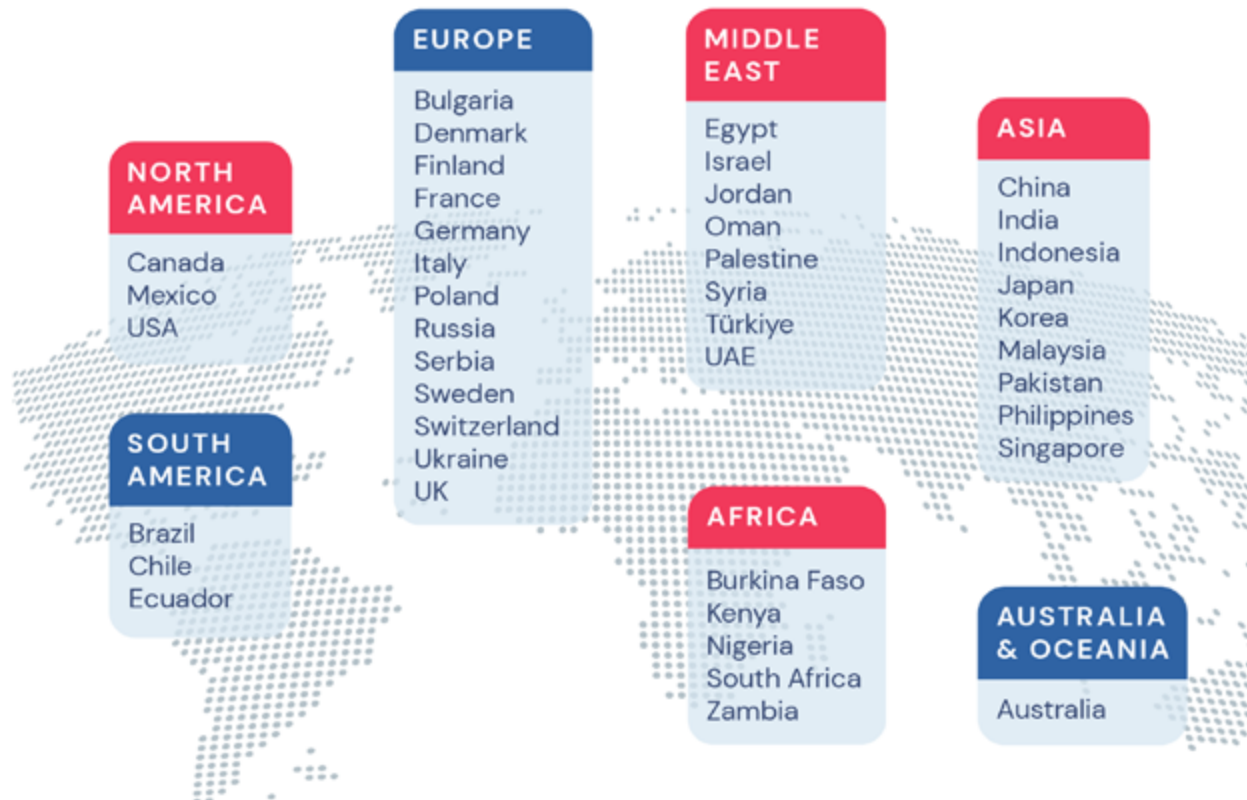 NORTH
AMERICA
Canada
Mexico
USA
SOUTH
AMERICA
Brazil
Chile
Ecuador
EUROPE
Bulgaria
Denmark
Finland
France
Germany
Italy
Poland
Russia
Serbia
Sweden
Switzerland
Ukraine
UK
MIDDLE
EAST
Egypt
Israel
Jordan
Oman
Palestine
Syria
Türkiye
UAE
AFRICA
Burkina Faso
Kenya
Nigeria
South Africa
Zambia
ASIA
China
India
Indonesia
Japan
Korea
Malaysia
Pakistan
Philippines
Singapore
AUSTRALIA
& OCEANIA
Australia